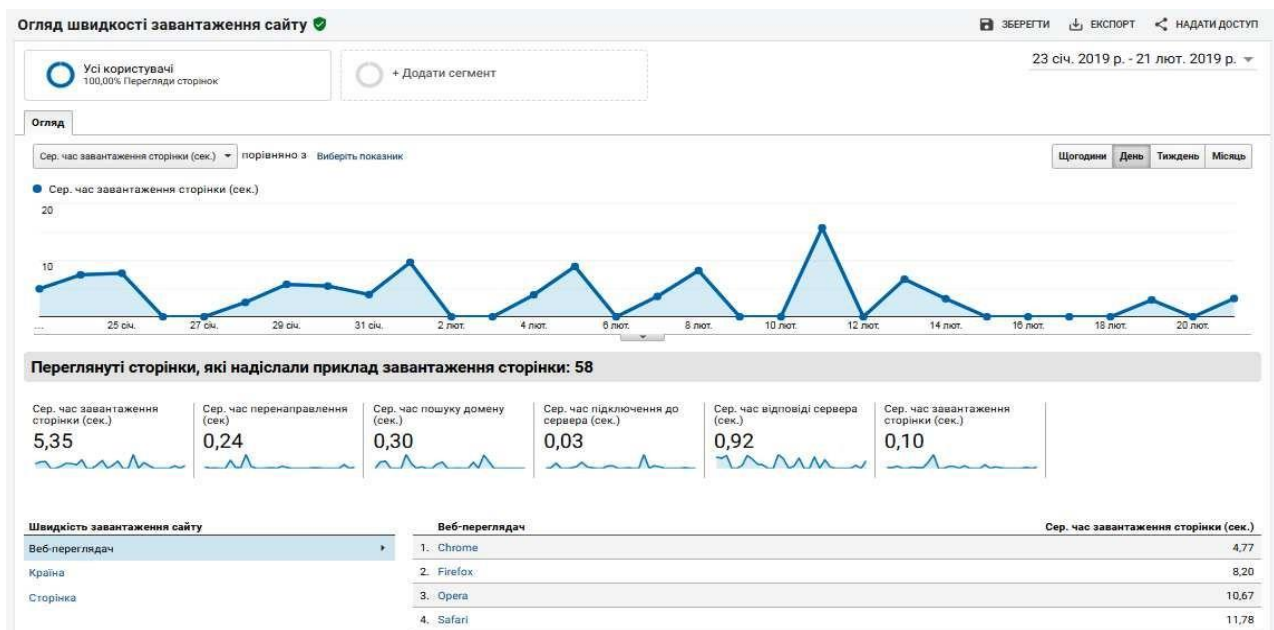 Огляд швидкості завантаження сайту
ЗБЕРЕГТИ ЕКСПОРТ НАДАТИ ДОСТУП
Усі користувачі
100,00% Перегляди сторінок
+ Додати сегмент
23 січ. 2019 р. - 21 лют. 2019 р.
Огляд
Сер. час завантаження сторінки (сек.) порівняно з Виберіть показник
Щогодини День Тиждень Місяць
Сер. час завантаження сторінки (сек.)
20
10
... 25 січ. 27 січ. 29 січ. 31 січ. 2 лют. 4 лют. 6 лют. 8 лют. 10 лют. 12 лют. 14 лют. 16 лют. 18 лют. 20 лют.
Переглянуті сторінки, які надіслали приклад завантаження сторінки: 58
Сер. час завантаження
сторінки (сек.)
5,35
Сер. час перенаправлення
(сек)
0,24
Сер. час пошуку домену
(сек.)
0,30
Сер. час підключення до
сервера (сек.)
0,03
Сер. час відповіді сервера
(сек.)
0,92
Сер. час завантаження
сторінки (сек.)
0,10
Швидкість завантаження сайту
Веб-переглядач
Країна
Сторінка
Веб-переглядач Сер. час завантаження сторінки (сек.)
1. Chrome 4,77
2. Firefox 8,20
3. Opera 10,67
4. Safari 11,78